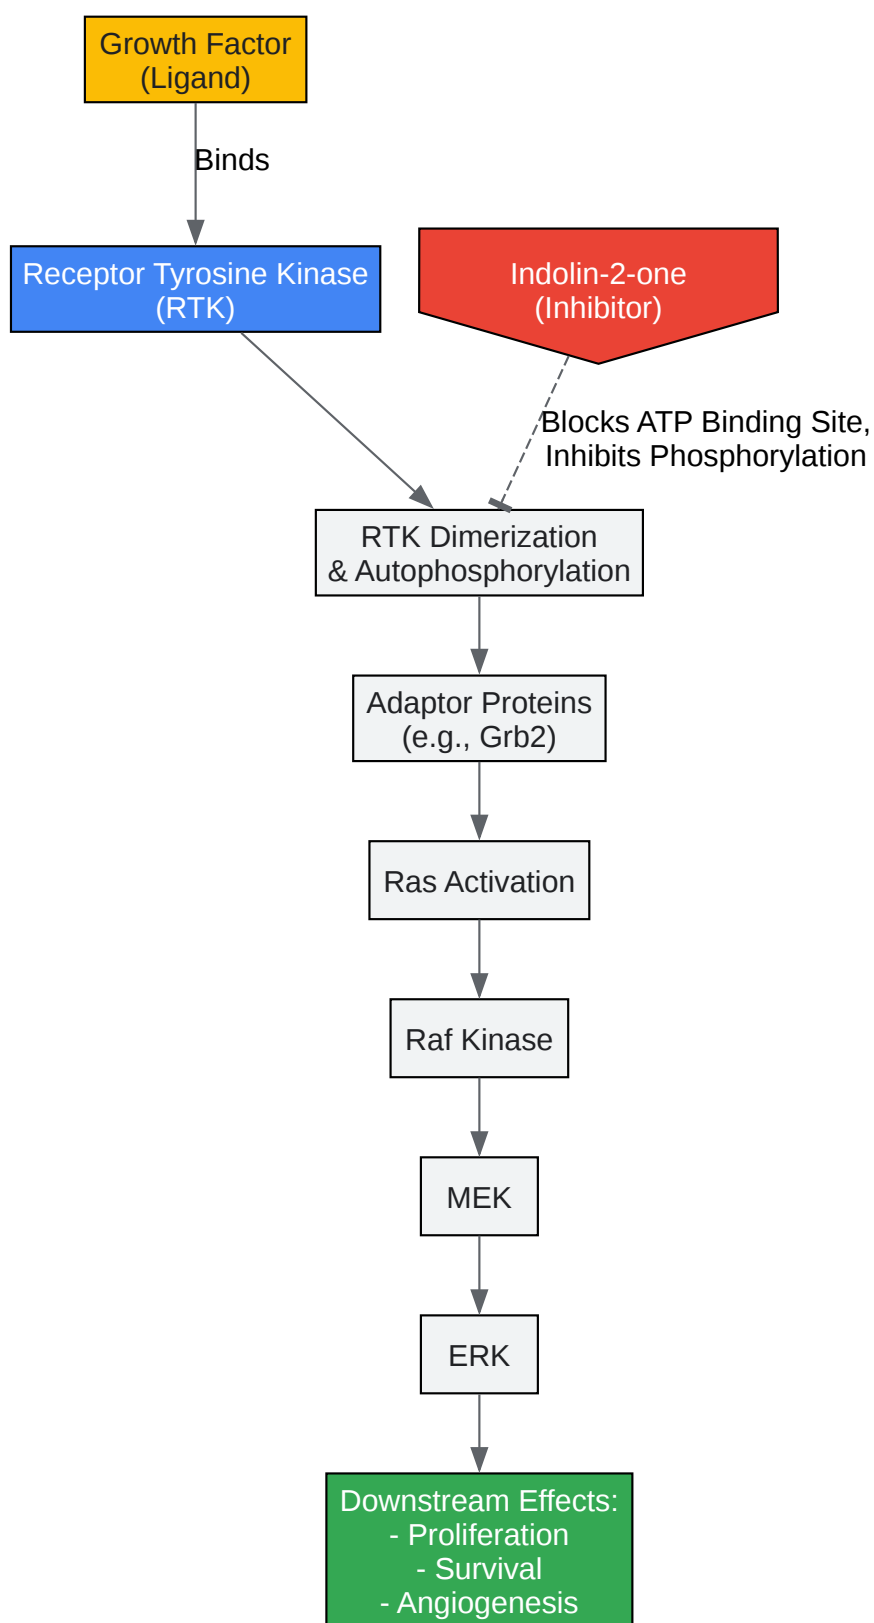 Growth Factor
(Ligand)
Binds
Receptor Tyrosine Kinase
(RTK)
Indolin-2-one
(Inhibitor)
Blocks ATP Binding Site,
Inhibits Phosphorylation
RTK Dimerization
& Autophosphorylation
Adaptor Proteins
(e.g., Grb2)
Ras Activation
Raf Kinase
MEK
ERK
Downstream Effects:
- Proliferation
- Survival
- Angiogenesis